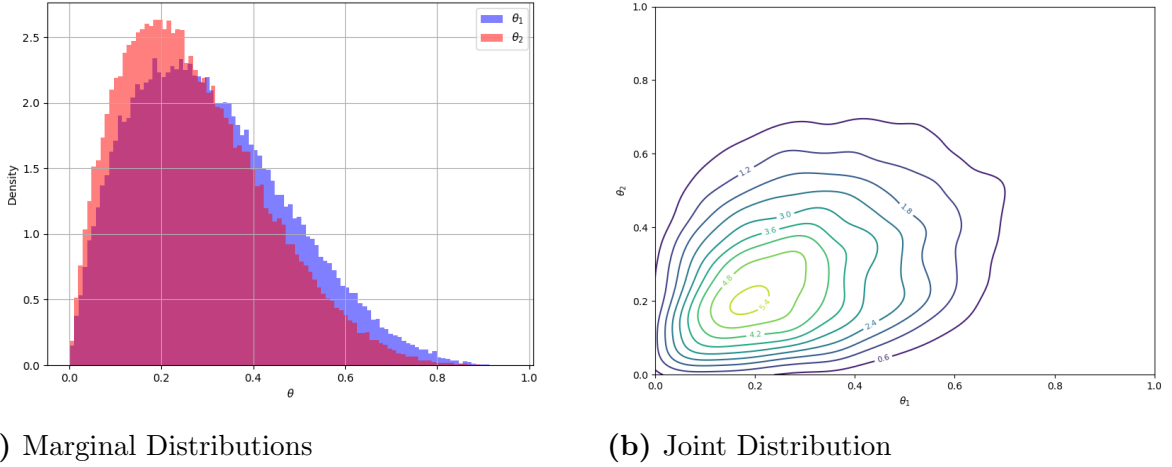 θ₁
θ₂
2.5
2.0
1.5
1.0
0.5
0.0
Density
0.0 0.2 0.4 0.6 0.8 1.0
θ
1.0
0.8
0.6
0.4
0.2
0.0
θ₂
1.2
1.8
3.0
3.6
4.8
5.4
2.4
4.2
0.6
0.0 0.2 0.4 0.6 0.8 1.0
θ₁
) Marginal Distributions
(b) Joint Distribution